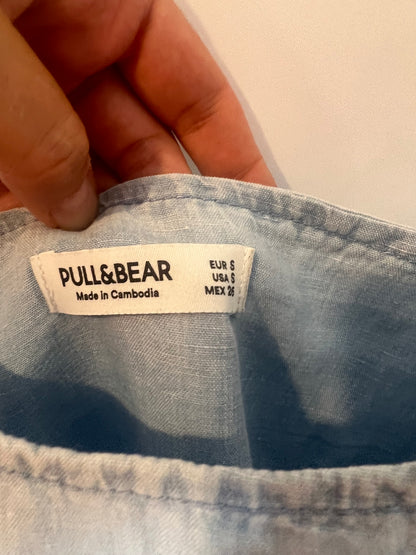 PULL&BEAR
Made in Cambodia
EUR S
USA S
MEX 26